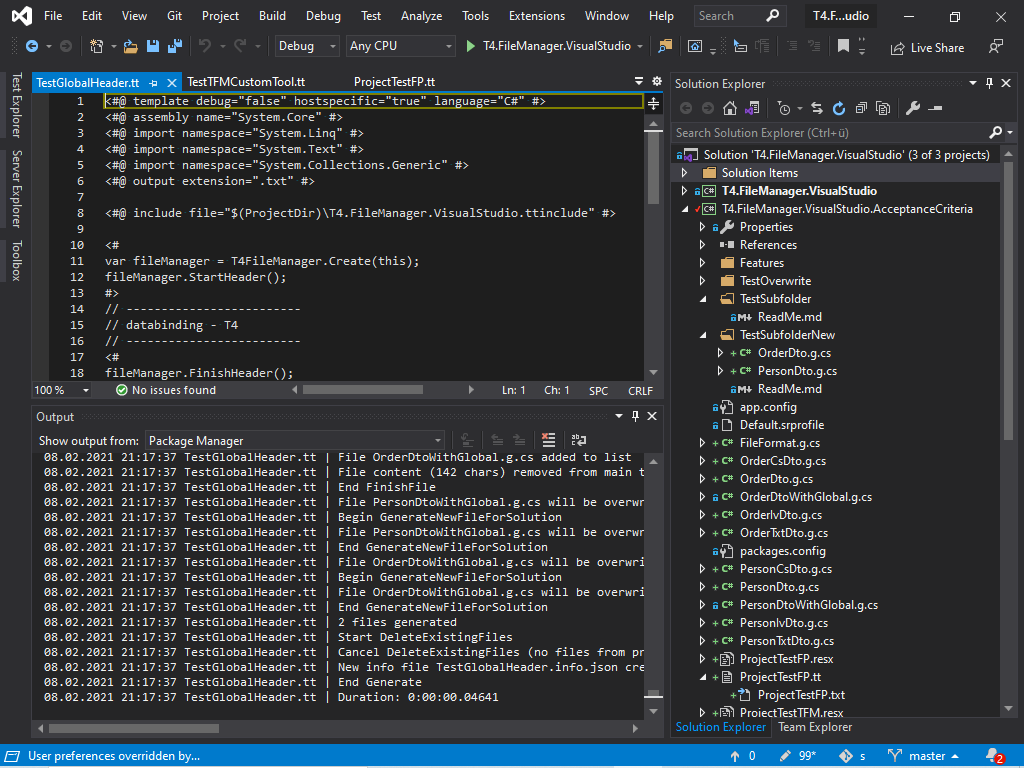 File Edit View Git Project Build Debug Test Analyze Tools Extensions Window Help Search T4.F...udio
Debug Any CPU T4.FileManager.VisualStudio Live Share
Test Explorer
Server Explorer
Toolbox
TestGlobalHeader.tt TestTFMCustomTool.tt ProjectTestFP.tt
1 <#@ template debug="false" hostspecific="true" language="C#" #>
2 <#@ assembly name="System.Core" #>
3 <#@ import namespace="System.Linq" #>
4 <#@ import namespace="System.Text" #>
5 <#@ import namespace="System.Collections.Generic" #>
6 <#@ output extension=".txt" #>
7
8 <#@ include file="$(ProjectDir)\T4.FileManager.VisualStudio.ttinclude" #>
9
10 <#
11 var fileManager = T4FileManager.Create(this);
12 fileManager.StartHeader();
13 #>
14 // -------------------------
15 // databinding - T4
16 // -------------------------
17 <#
18 fileManager.FinishHeader();
100 % No issues found Ln: 1 Ch: 1 SPC CRLF
Output
Show output from: Package Manager
08.02.2021 21:17:37 TestGlobalHeader.tt | File OrderDtoWithGlobal.g.cs added to list
08.02.2021 21:17:37 TestGlobalHeader.tt | File content (142 chars) removed from main t
08.02.2021 21:17:37 TestGlobalHeader.tt | End FinishFile
08.02.2021 21:17:37 TestGlobalHeader.tt | File PersonDtoWithGlobal.g.cs will be overwr
08.02.2021 21:17:37 TestGlobalHeader.tt | Begin GenerateNewFileForSolution
08.02.2021 21:17:37 TestGlobalHeader.tt | File PersonDtoWithGlobal.g.cs will be overwr
08.02.2021 21:17:37 TestGlobalHeader.tt | End GenerateNewFileForSolution
08.02.2021 21:17:37 TestGlobalHeader.tt | File OrderDtoWithGlobal.g.cs will be overwri
08.02.2021 21:17:37 TestGlobalHeader.tt | Begin GenerateNewFileForSolution
08.02.2021 21:17:37 TestGlobalHeader.tt | File OrderDtoWithGlobal.g.cs will be overwri
08.02.2021 21:17:37 TestGlobalHeader.tt | End GenerateNewFileForSolution
08.02.2021 21:17:37 TestGlobalHeader.tt | 2 files generated
08.02.2021 21:17:37 TestGlobalHeader.tt | Start DeleteExistingFiles
08.02.2021 21:17:37 TestGlobalHeader.tt | Cancel DeleteExistingFiles (no files from pr
08.02.2021 21:17:37 TestGlobalHeader.tt | New info file TestGlobalHeader.info.json cre
08.02.2021 21:17:37 TestGlobalHeader.tt | End Generate
08.02.2021 21:17:37 TestGlobalHeader.tt | Duration: 0:00:00.04641
Solution Explorer
Search Solution Explorer (Ctrl+ü)
Solution 'T4.FileManager.VisualStudio' (3 of 3 projects)
Solution Items
C# T4.FileManager.VisualStudio
C# T4.FileManager.VisualStudio.AcceptanceCriteria
Properties
References
Features
TestOverwrite
TestSubfolder
M↓ ReadMe.md
TestSubfolderNew
+ C# OrderDto.g.cs
+ C# PersonDto.g.cs
M↓ ReadMe.md
app.config
Default.srprofile
+ C# FileFormat.g.cs
+ C# OrderCsDto.g.cs
+ C# OrderDto.g.cs
C# OrderDtoWithGlobal.g.cs
+ C# OrderIvDto.g.cs
+ C# OrderTxtDto.g.cs
packages.config
+ C# PersonCsDto.g.cs
+ C# PersonDto.g.cs
C# PersonDtoWithGlobal.g.cs
+ C# PersonIvDto.g.cs
+ C# PersonTxtDto.g.cs
+ ProjectTestFP.resx
+ ProjectTestFP.tt
+ ProjectTestFP.txt
+ ProjectTestTFM.resx
Solution Explorer Team Explorer
User preferences overridden by... 0 99* s master 2